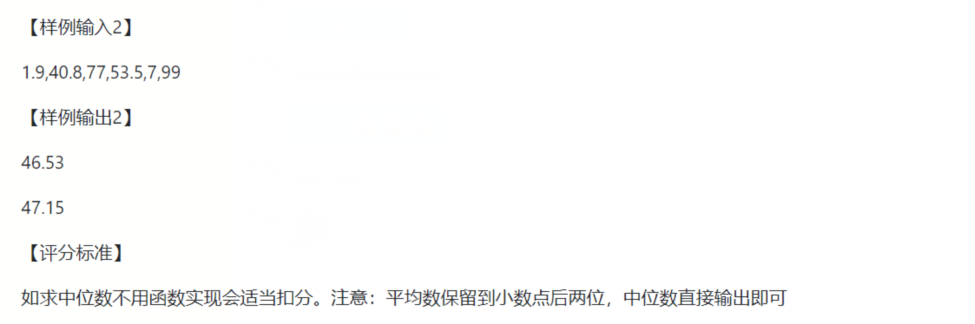 【样例输入2】
1.9,40.8,77,53.5,7,99
【样例输出2】
46.53
47.15
【评分标准】
如求中位数不用函数实现会适当扣分。注意：平均数保留到小数点后两位，中位数直接输出即可